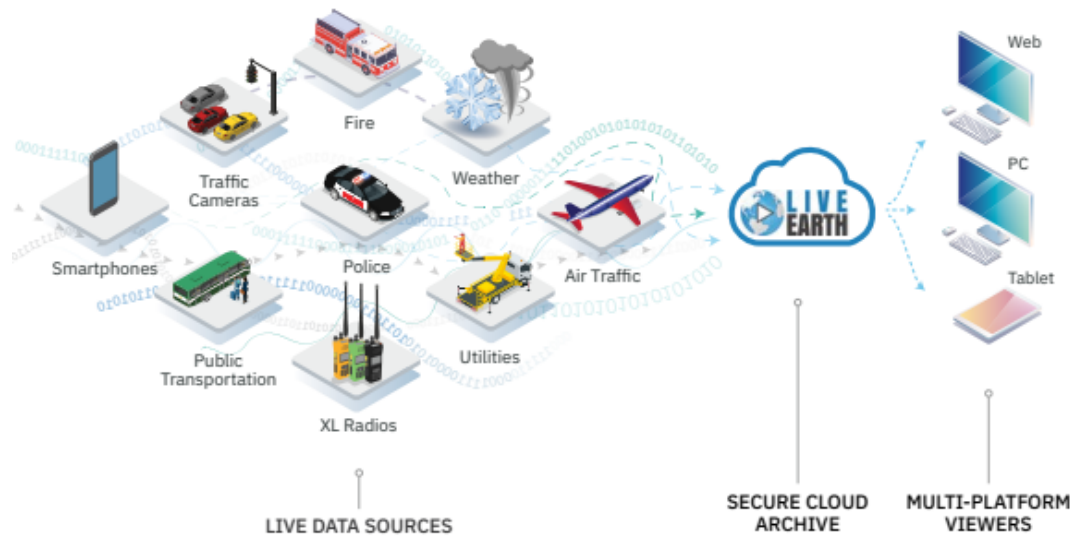 Fire
Web
Traffic
Cameras
Weather
PC
LIVE
EARTH
Smartphones
Police
Air Traffic
Tablet
Public
Transportation
Utilities
XL Radios
LIVE DATA SOURCES
SECURE CLOUD
ARCHIVE
MULTI-PLATFORM
VIEWERS